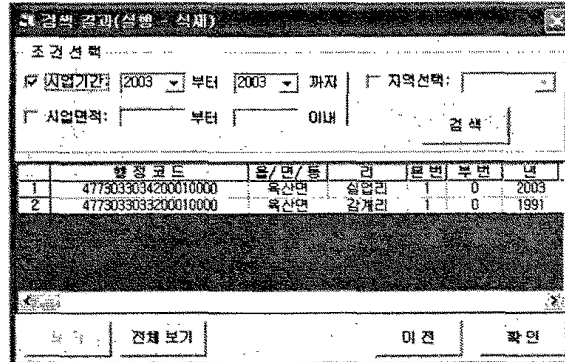 검색 결과(실행 - 삭제)
조건선택
사업기간: 2003 부터 2003 까지 지역선택:
사업면적: 부터 이내
검색
행정코드 읍/면/동 리 본번 부번 년
1 4773033034200010000 옥산면 실업리 1 0 2003
2 4773033033200010000 옥산면 감계리 1 0 1991
전체 보기 이전 확인